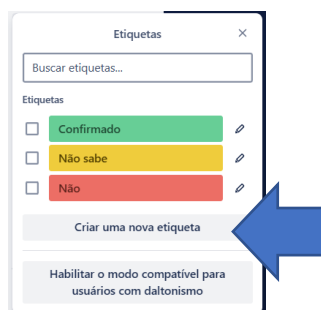 Etiquetas
Buscar etiquetas...
Etiquetas
Confirmado
Não sabe
Não
Criar uma nova etiqueta
Habilitar o modo compatível para
usuários com daltonismo